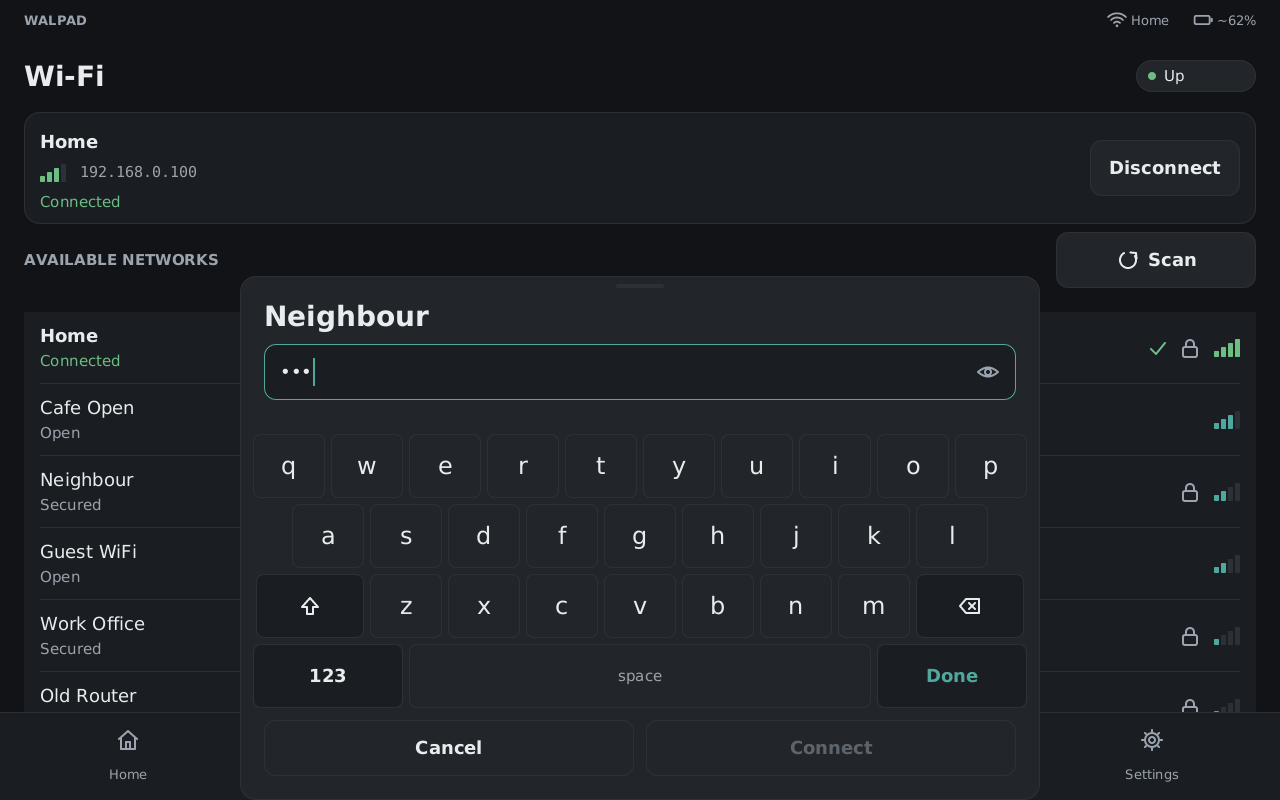 WALPAD Home ~62%
Wi-Fi Up
Home
192.168.0.100
Connected
Disconnect
AVAILABLE NETWORKS Scan
Home
Connected
Cafe Open
Open
Neighbour
Secured
Guest WiFi
Open
Work Office
Secured
Old Router
Neighbour
•••
q w e r t y u i o p
a s d f g h j k l
z x c v b n m
123 space Done
Cancel Connect
Home Settings